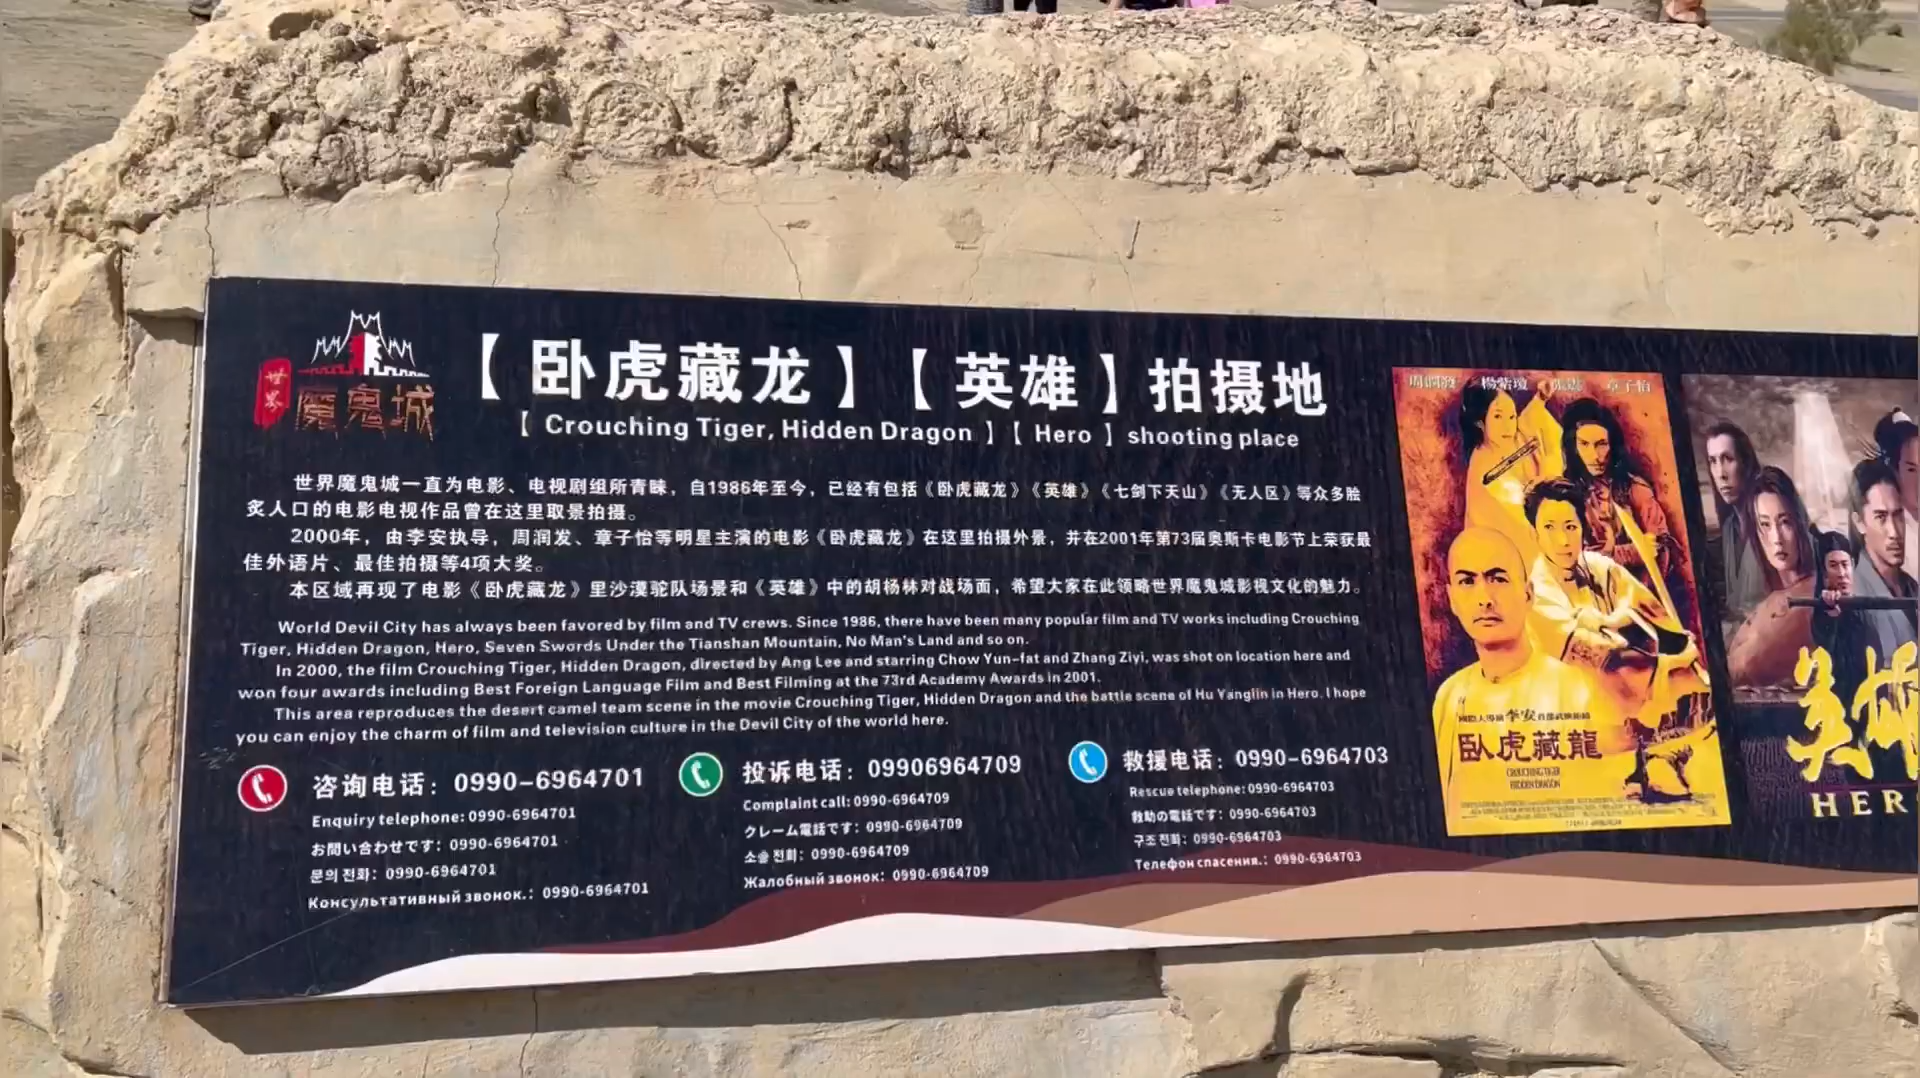 世界
魔鬼城
【卧虎藏龙】【英雄】拍摄地
【 Crouching Tiger, Hidden Dragon 】【 Hero 】 shooting place
世界魔鬼城一直为电影、电视剧组所青睐，自1986年至今，已经有包括《卧虎藏龙》《英雄》《七剑下天山》《无人区》等众多脍
炙人口的电影电视作品曾在这里取景拍摄。
2000年，由李安执导，周润发、章子怡等明星主演的电影《卧虎藏龙》在这里拍摄外景，并在2001年第73届奥斯卡电影节上荣获最
佳外语片、最佳拍摄等4项大奖。
本区域再现了电影《卧虎藏龙》里沙漠驼队场景和《英雄》中的胡杨林对战场面，希望大家在此领略世界魔鬼城影视文化的魅力。
World Devil City has always been favored by film and TV crews. Since 1986, there have been many popular film and TV works including Crouching
Tiger, Hidden Dragon, Hero, Seven Swords Under the Tianshan Mountain, No Man's Land and so on.
In 2000, the film Crouching Tiger, Hidden Dragon, directed by Ang Lee and starring Chow Yun-fat and Zhang Ziyi, was shot on location here and
won four awards including Best Foreign Language Film and Best Filming at the 73rd Academy Awards in 2001.
This area reproduces the desert camel team scene in the movie Crouching Tiger, Hidden Dragon and the battle scene of Hu Yanglin in Hero. I hope
you can enjoy the charm of film and television culture in the Devil City of the world here.
咨询电话：0990-6964701
Enquiry telephone: 0990-6964701
お問い合わせです：0990-6964701
문의 전화：0990-6964701
Консультативный звонок.：0990-6964701
投诉电话：09906964709
Complaint call: 0990-6964709
クレーム電話です：0990-6964709
소송 전화：0990-6964709
Жалобный звонок：0990-6964709
救援电话：0990-6964703
Rescue telephone: 0990-6964703
救助の電話です：0990-6964703
구조 전화：0990-6964703
Телефон спасения.：0990-6964703
周潤發 楊紫瓊 張震 章子怡
臥虎藏龍
CROUCHING TIGER
HIDDEN DRAGON
英雄
HER